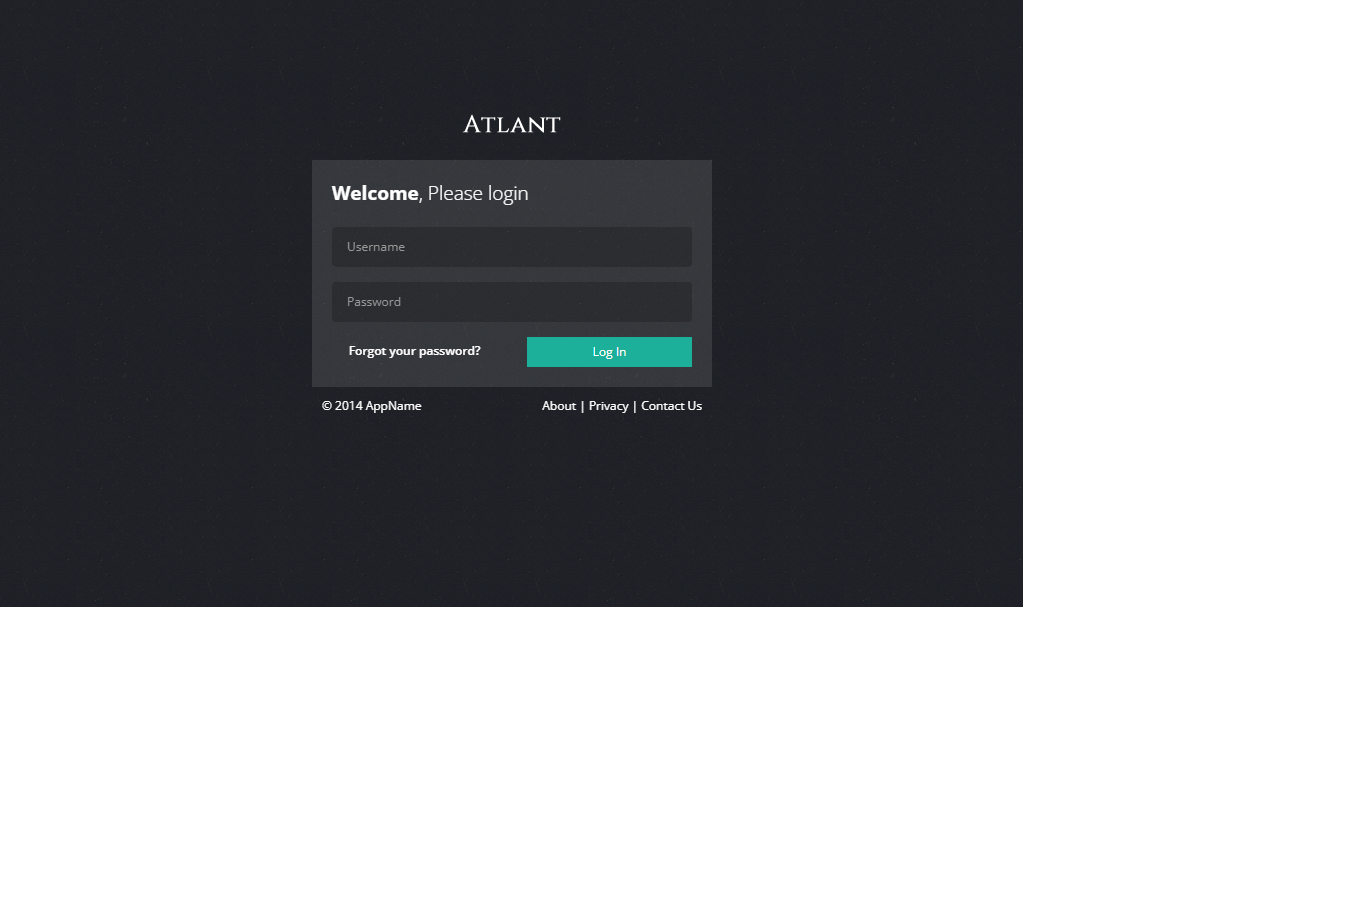 ATLANT
Welcome, Please login
Username
Password
Forgot your password?
Log In
© 2014 AppName
About | Privacy | Contact Us